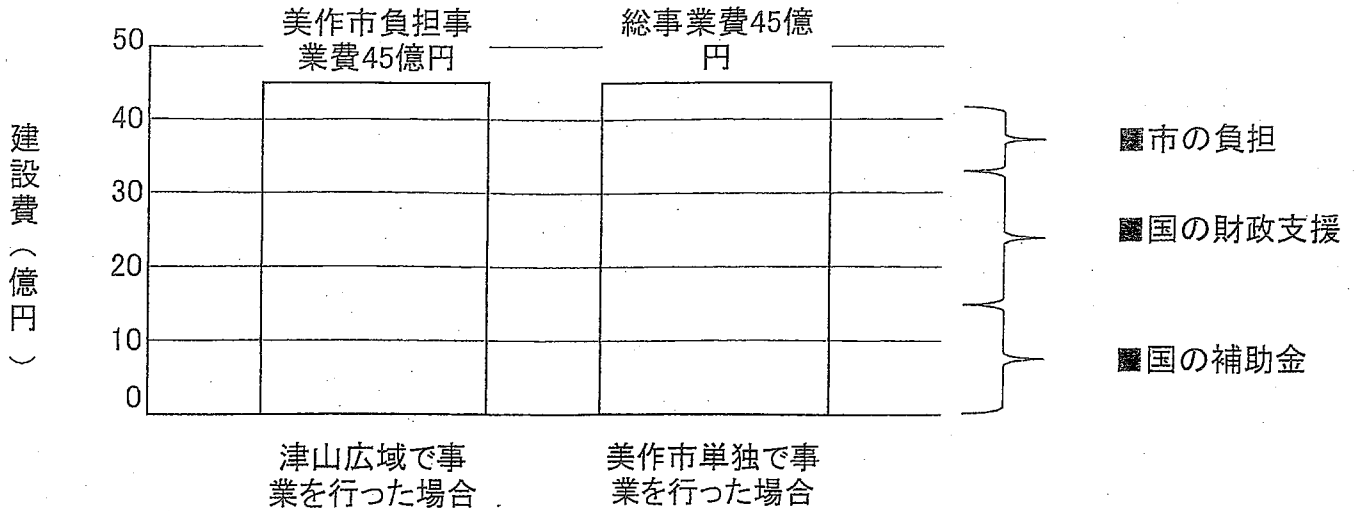 美作市負担事
業費45億円
総事業費45億
円
建設費(億円)
50
40
30
20
10
0
■市の負担
■国の財政支援
■国の補助金
津山広域で事
業を行った場合
美作市単独で事
業を行った場合